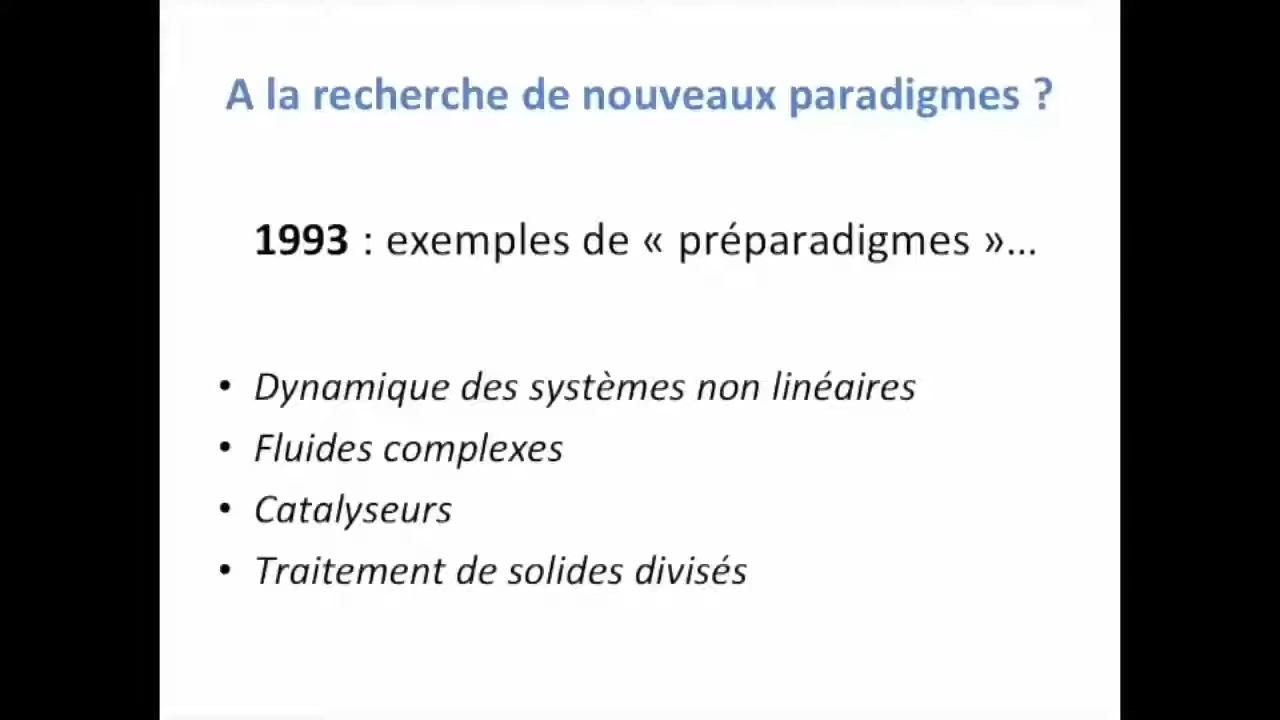 A la recherche de nouveaux paradigmes ?
1993 : exemples de « préparadigmes »...
• Dynamique des systèmes non linéaires
• Fluides complexes
• Catalyseurs
• Traitement de solides divisés